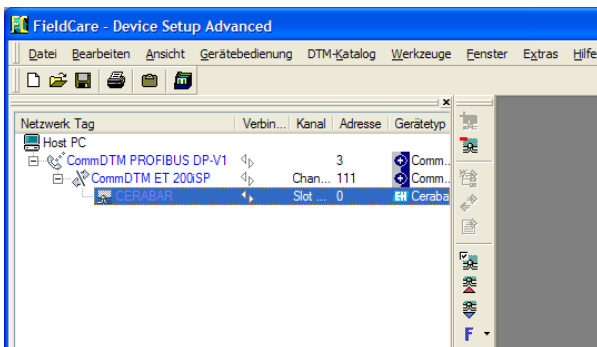 FieldCare - Device Setup Advanced
Datei Bearbeiten Ansicht Gerätebedienung DTM-Katalog Werkzeuge Fenster Extras Hilfe
Netzwerk Tag Verbin... Kanal Adresse Gerätetyp
Host PC
CommDTM PROFIBUS DP-V1 3 Comm.
CommDTM ET 200iSP Chan... 111 Comm.
CERABAR Slot ... 0 EH Ceraba
F